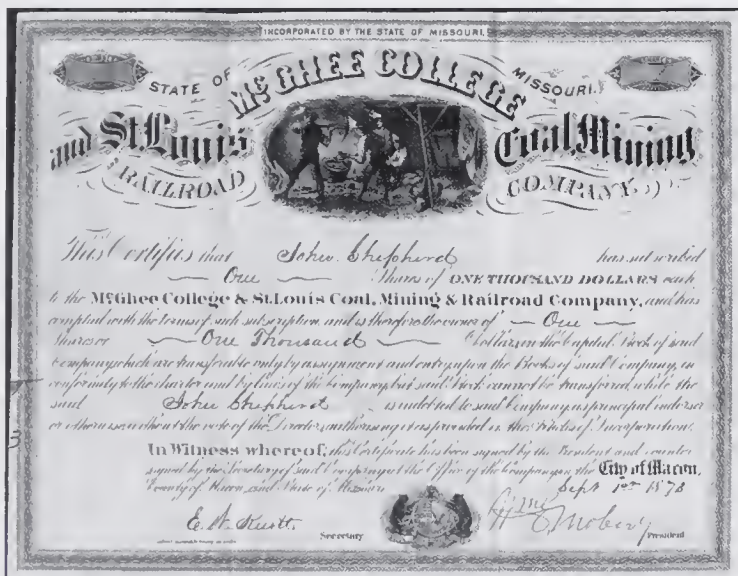 INCORPORATED BY THE STATE OF MISSOURI.
STATE OF McGHEE COLLEGE MISSOURI.
and St. Louis Coal, Mining
RAILROAD COMPANY
This Certifies that John Shepherd has subscribed
One Shares of ONE THOUSAND DOLLARS each
to the McGhee College & St. Louis Coal, Mining & Railroad Company, and has
complied with the terms of such subscription and is therefore the owner of One
Shares or One Thousand Dollars in the Capital Stock of said
Company which are transferable only by assignment and entry upon the Books of said Company, in
conformity to the charter and by laws of the Company, but said Stock cannot be transferred, while the
said John Shepherd is indebted to said Company as principal endorser
or otherwise without the vote of the Directors authorizing it as provided in the Articles of Incorporation.
In Witness whereof, this Certificate has been signed by the President and counter
signed by the Secretary of said Company at the Office of the Company in the City of Macon,
County of Macon, and State of Missouri Sept 1st 1873
Secretary President